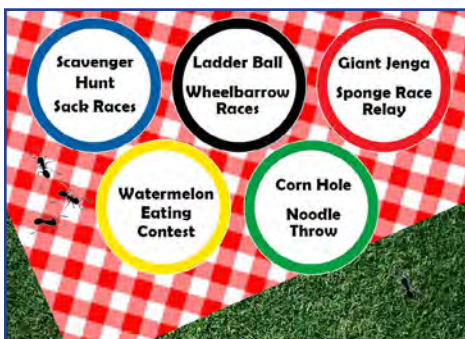 Scavenger
Hunt
Sack Races
Ladder Ball
Wheelbarrow
Races
Giant Jenga
Sponge Race
Relay
Watermelon
Eating
Contest
Corn Hole
Noodle
Throw